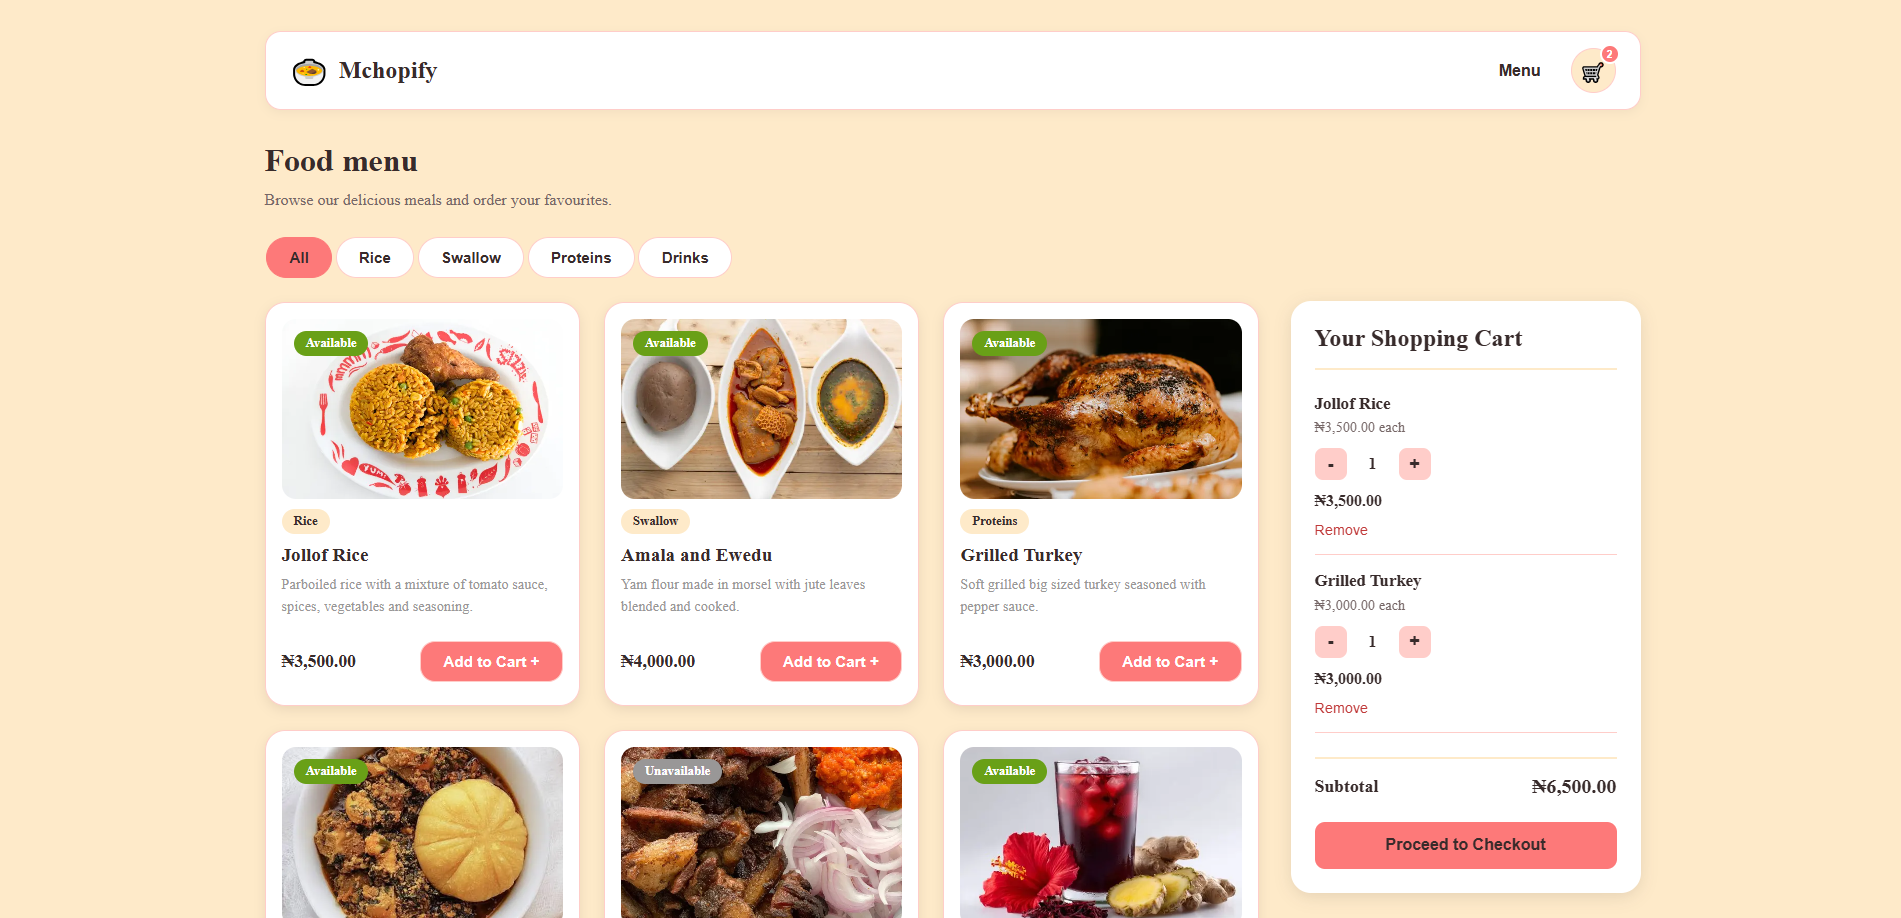 Mchopify
Menu
2
Food menu
Browse our delicious meals and order your favourites.
All
Rice
Swallow
Proteins
Drinks
Available
Rice
Jollof Rice
Parboiled rice with a mixture of tomato sauce,
spices, vegetables and seasoning.
₦3,500.00
Add to Cart +
Available
Swallow
Amala and Ewedu
Yam flour made in morsel with jute leaves
blended and cooked.
₦4,000.00
Add to Cart +
Available
Proteins
Grilled Turkey
Soft grilled big sized turkey seasoned with
pepper sauce.
₦3,000.00
Add to Cart +
Available
Unavailable
Available
Your Shopping Cart
Jollof Rice
₦3,500.00 each
- 1 +
₦3,500.00
Remove
Grilled Turkey
₦3,000.00 each
- 1 +
₦3,000.00
Remove
Subtotal ₦6,500.00
Proceed to Checkout